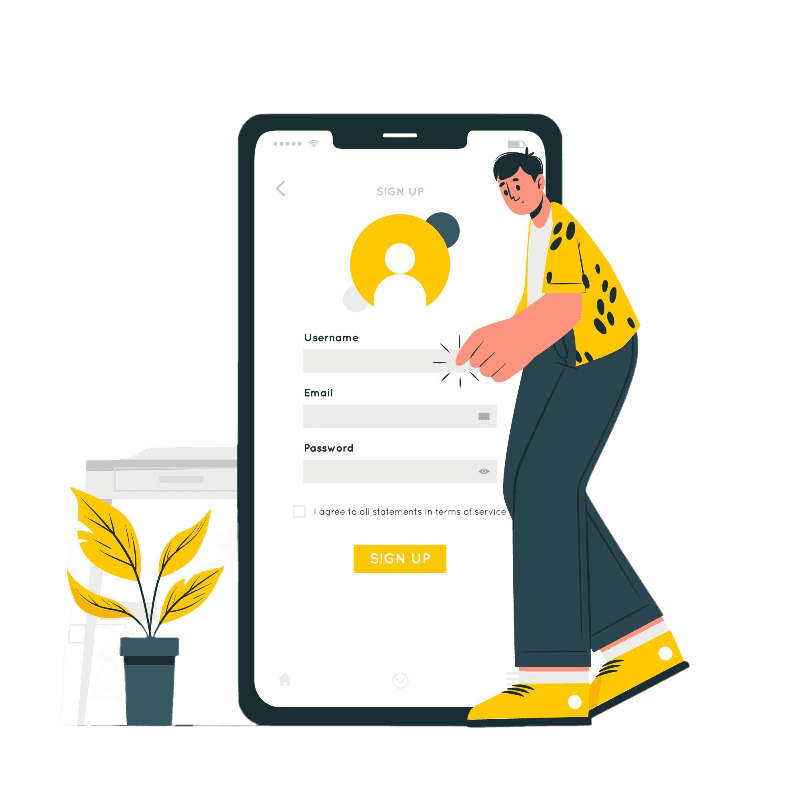 SIGN UP
Username
Email
Password
I agree to all statements in terms of service
SIGN UP